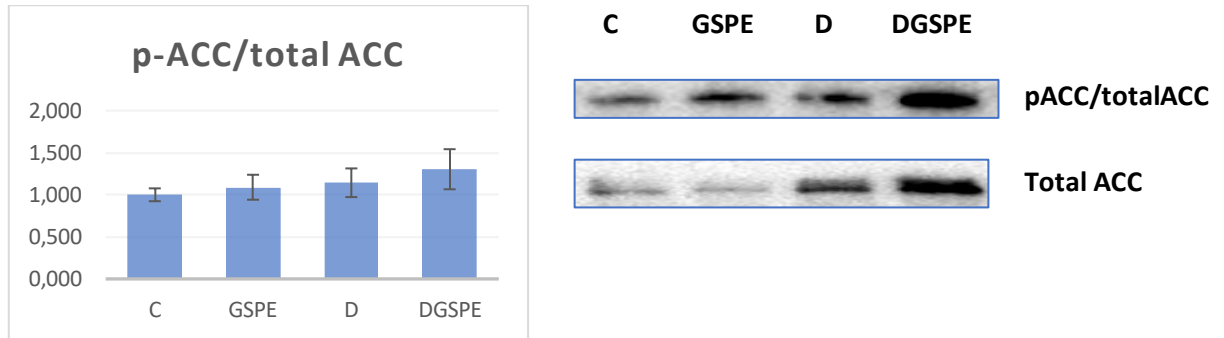 p-ACC/total ACC
2,000
1,500
1,000
0,500
0,000
C GSPE D DGSPE
C GSPE D DGSPE
pACC/totalACC
Total ACC